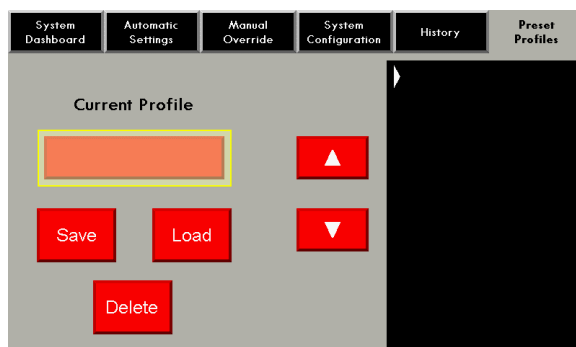 System Dashboard
Automatic Settings
Manual Override
System Configuration
History
Preset Profiles
Current Profile
Save
Load
Delete